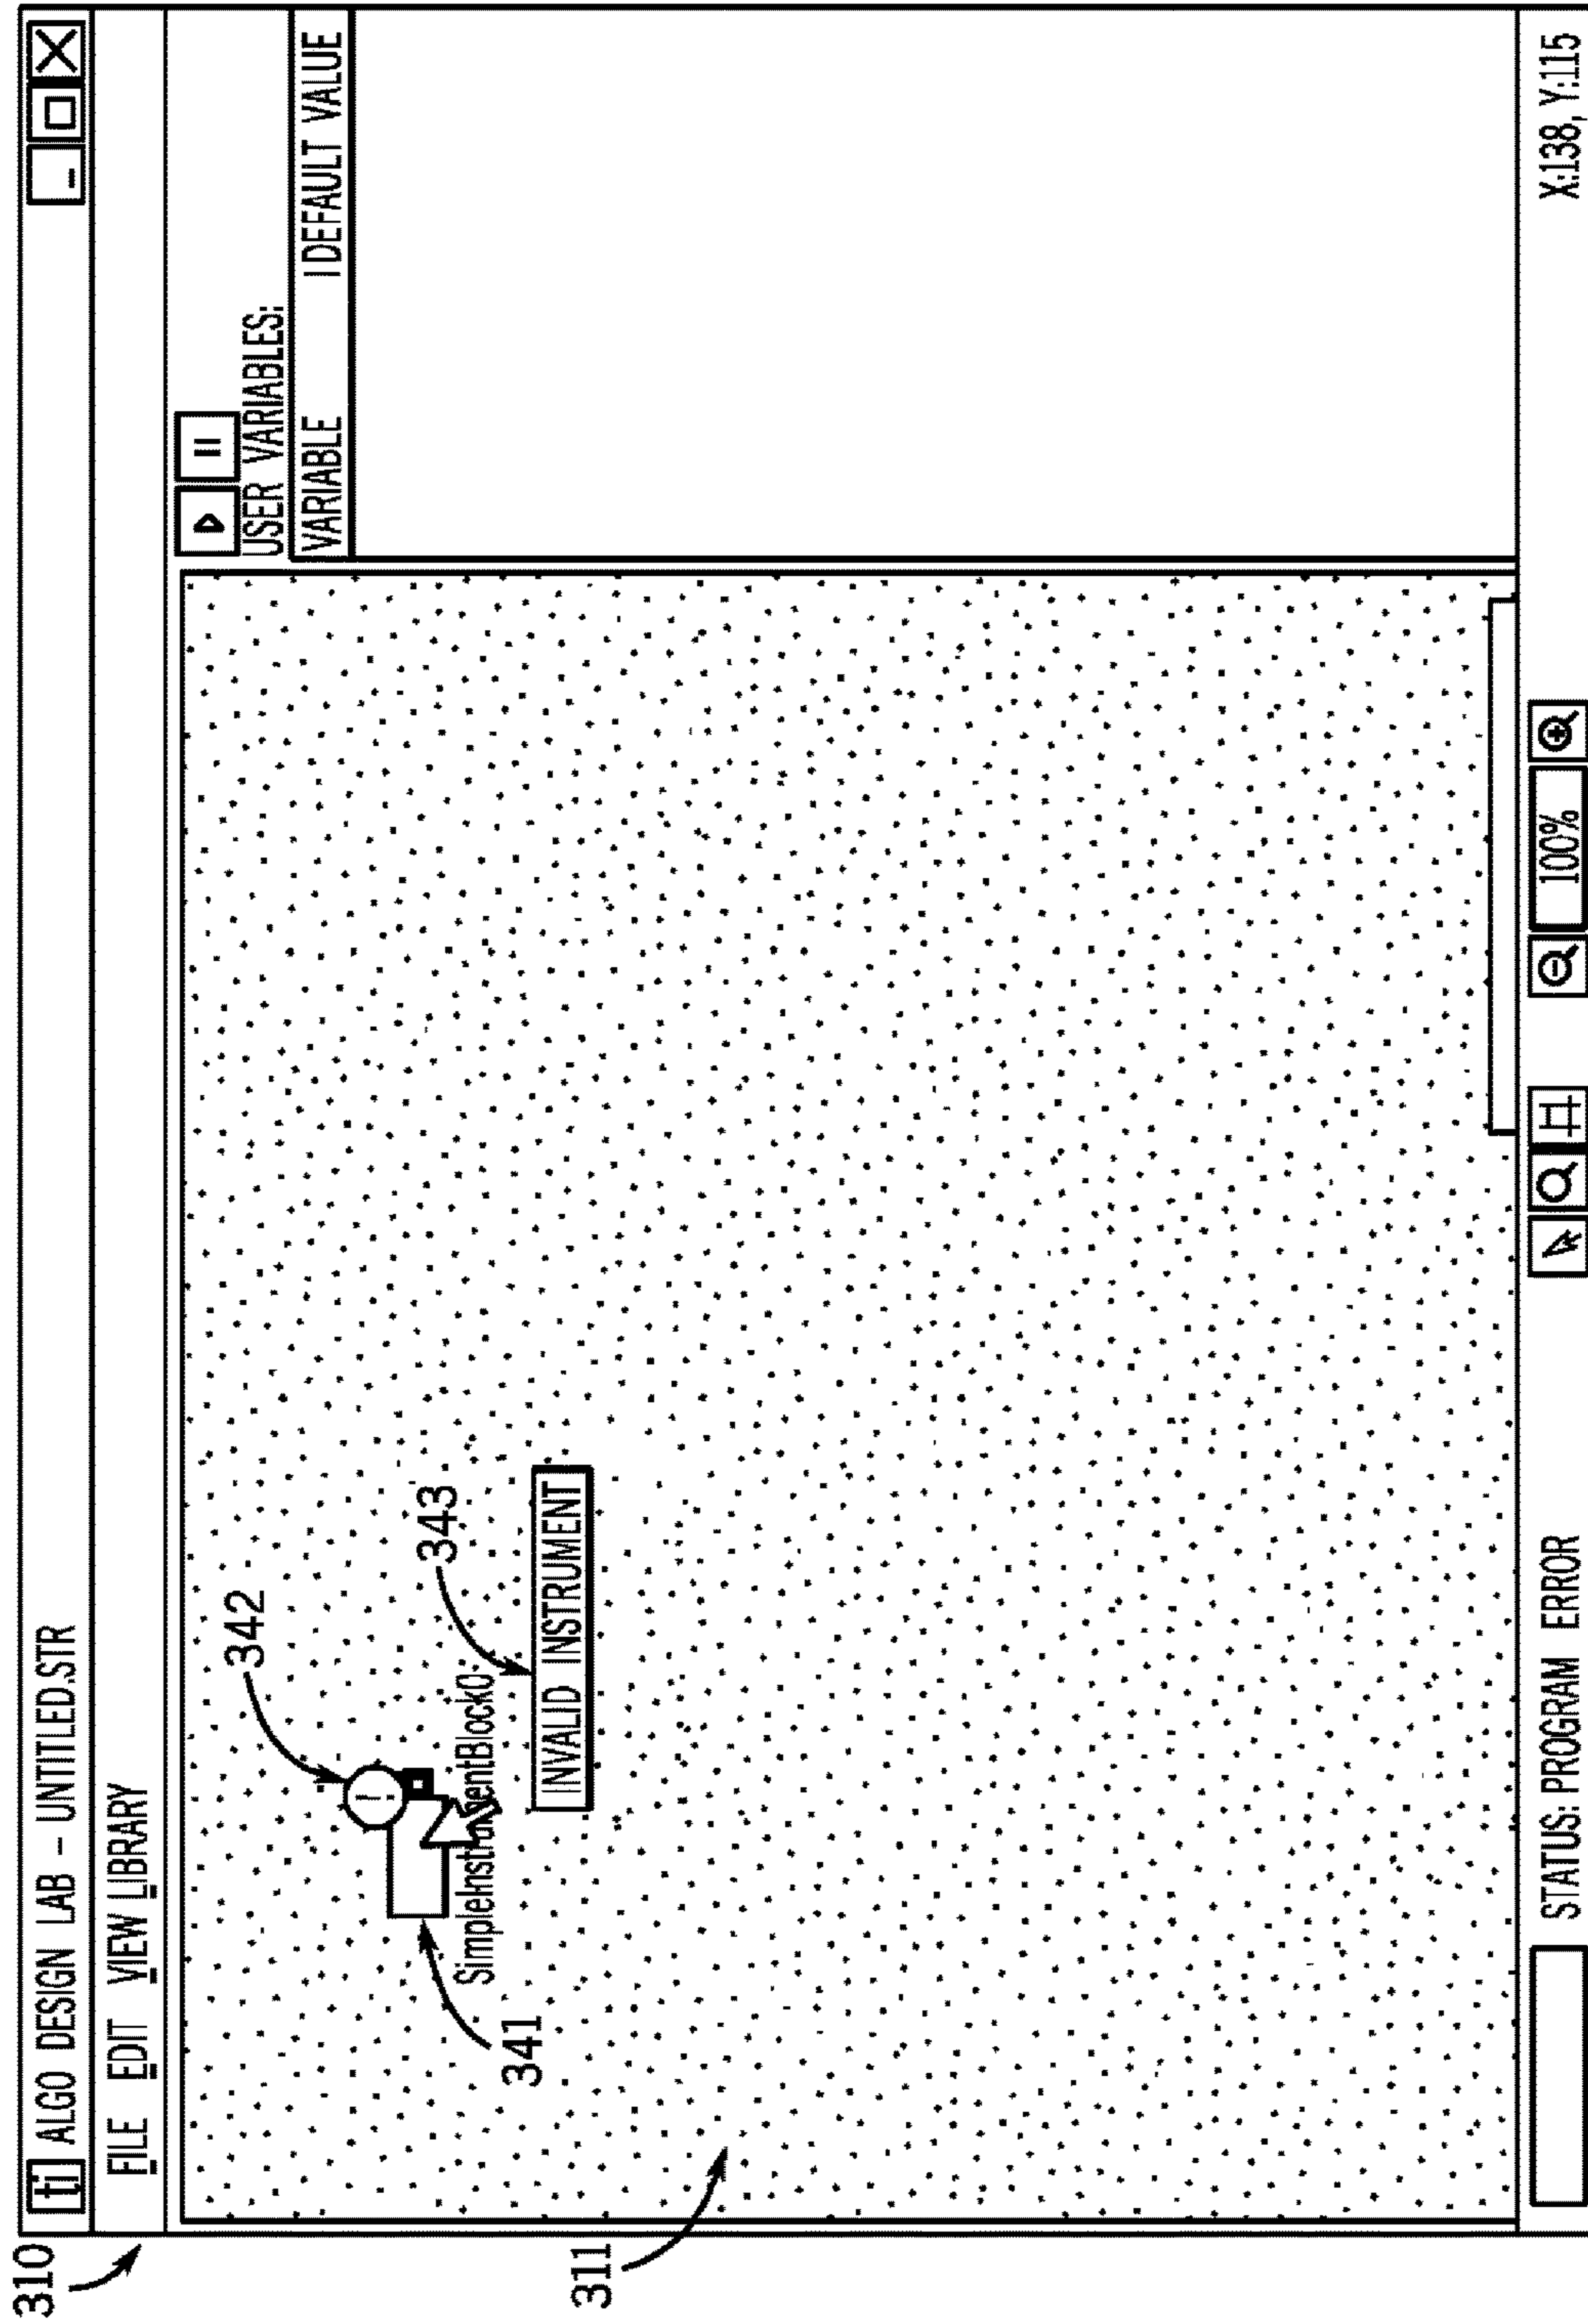 310
ti ALGO DESIGN LAB - UNTITLED.STR
FILE EDIT VIEW LIBRARY
USER VARIABLES:
VARIABLE DEFAULT VALUE
342
!
343
341
INVALID INSTRUMENT
311
STATUS: PROGRAM ERROR
100%
X:138, Y:115